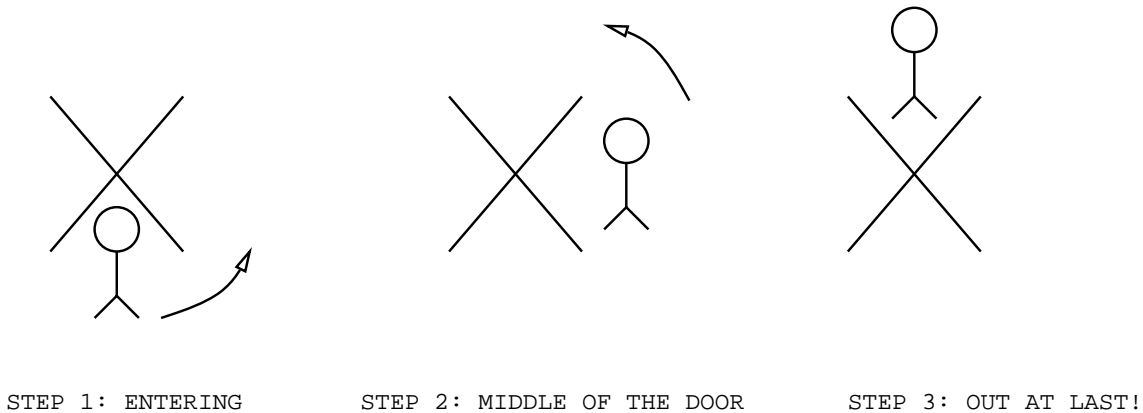 STEP 1: ENTERING
STEP 2: MIDDLE OF THE DOOR
STEP 3: OUT AT LAST!